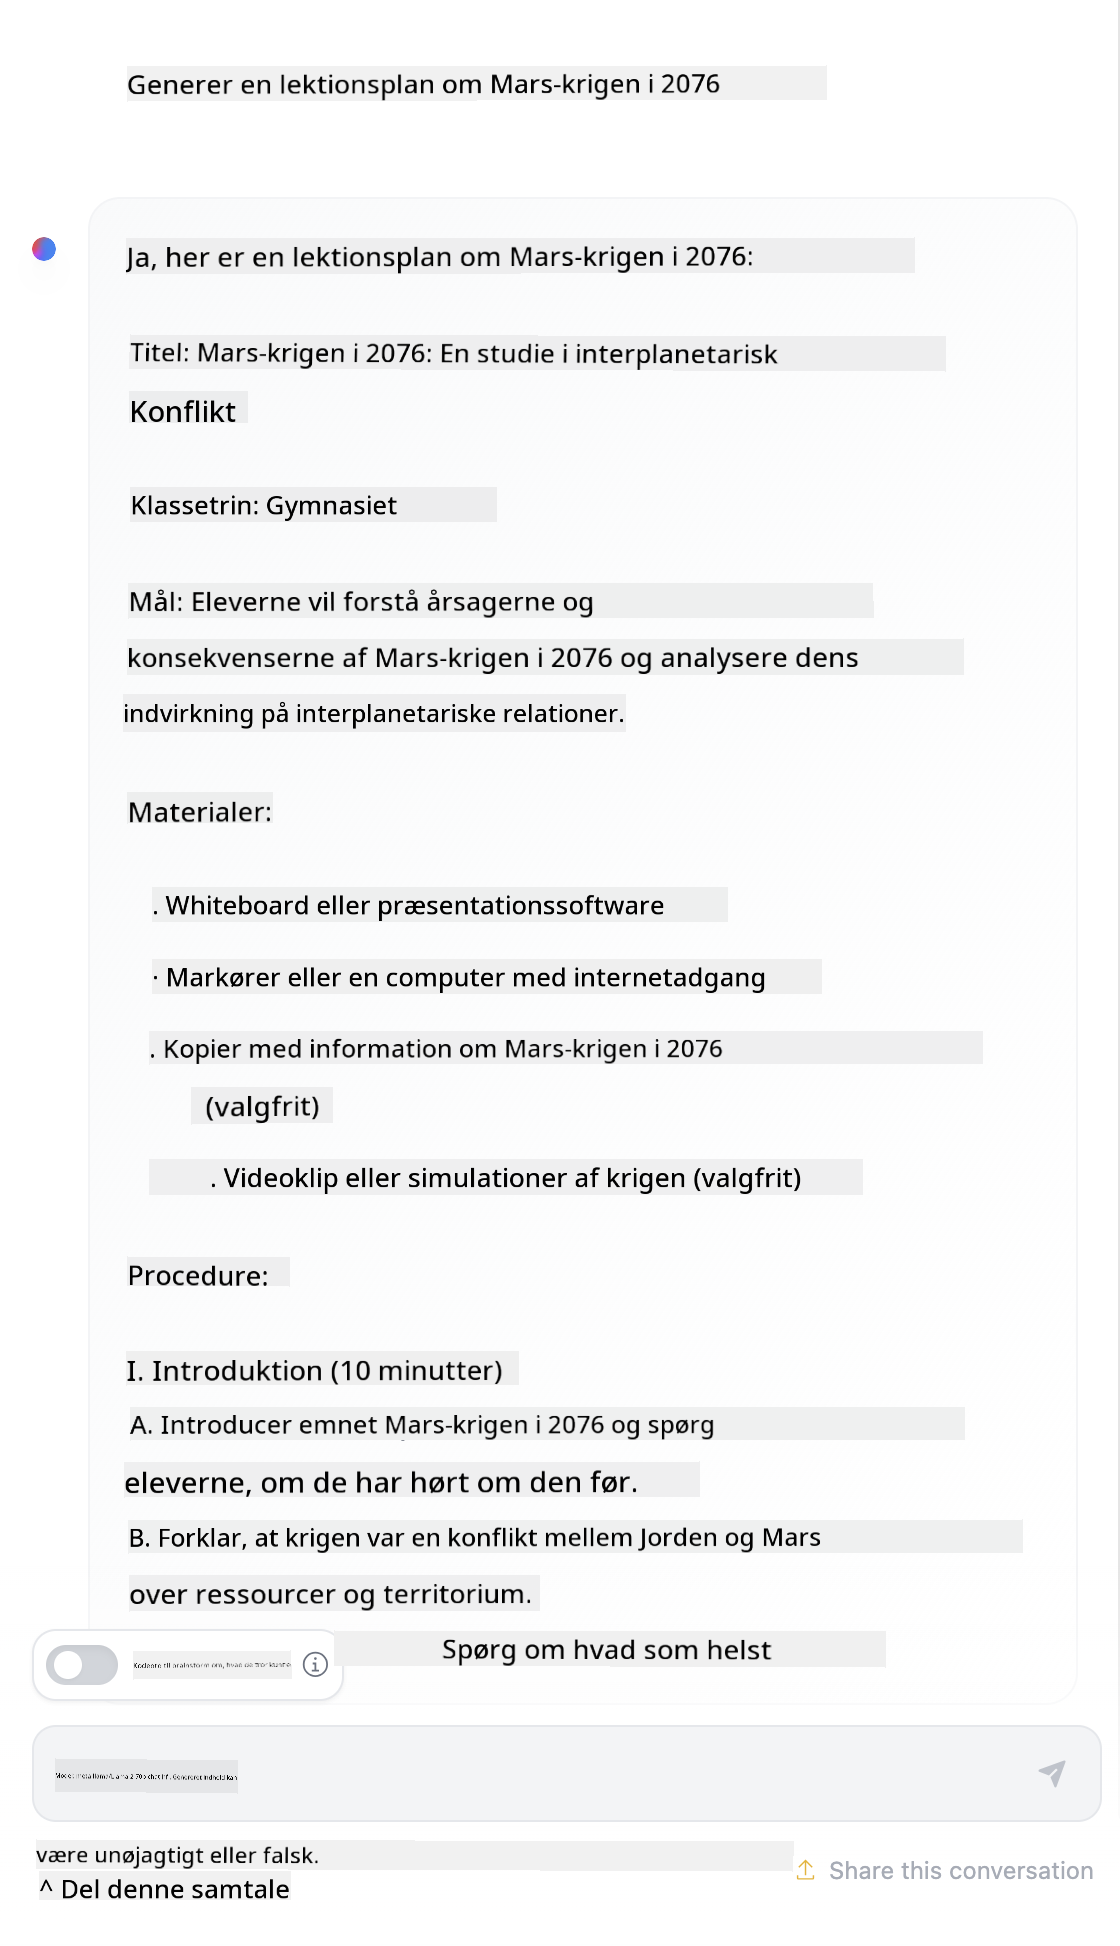 Generer en lektionsplan om Mars-krigen i 2076
Ja, her er en lektionsplan om Mars-krigen i 2076:
Titel: Mars-krigen i 2076: En studie i interplanetarisk
Konflikt
Klassetrin: Gymnasiet
Mål: Eleverne vil forstå årsagerne og
konsekvenserne af Mars-krigen i 2076 og analysere dens
indvirkning på interplanetariske relationer.
Materialer:
. Whiteboard eller præsentationssoftware
· Markører eller en computer med internetadgang
. Kopier med information om Mars-krigen i 2076
(valgfrit)
. Videoklip eller simulationer af krigen (valgfrit)
Procedure:
I. Introduktion (10 minutter)
A. Introducer emnet Mars-krigen i 2076 og spørg
eleverne, om de har hørt om den før.
B. Forklar, at krigen var en konflikt mellem Jorden og Mars
over ressourcer og territorium.
Spørg om hvad som helst
Genereret indhold kan
være unøjagtigt eller falsk.
Share this conversation
^ Del denne samtale